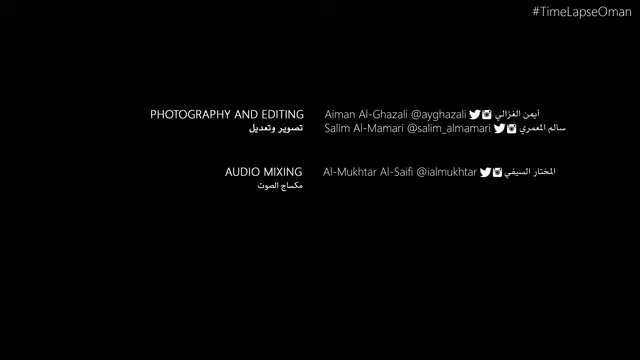 #TimeLapseOman
PHOTOGRAPHY AND EDITING Aiman Al-Ghazali @ayghazali أيمن الغزالي
تصوير وتعديل Salim Al-Mamari @salim_almamari سالم المعمري
AUDIO MIXING Al-Mukhtar Al-Saifi @ialmukhtar المختار السيفي
مكساج الصوت